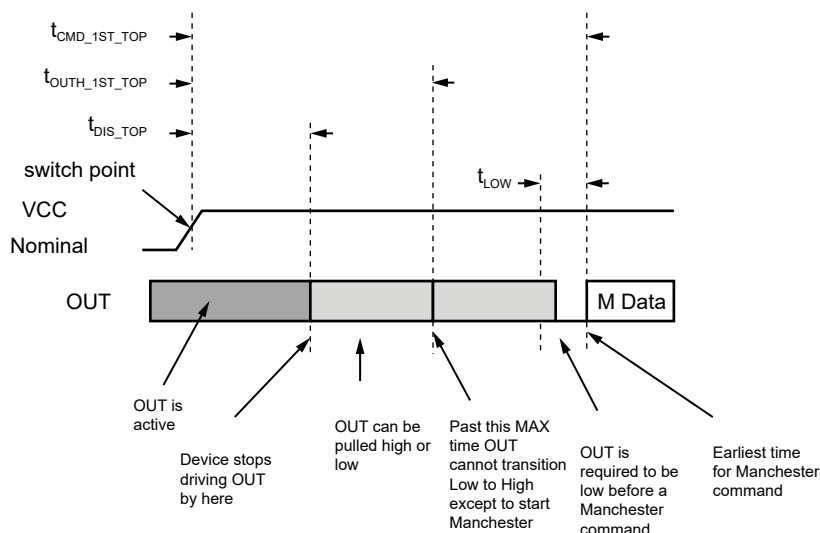 tCMD_1ST_TOP
tOUTH_1ST_TOP
tDIS_TOP
switch point
tLOW
VCC
Nominal
OUT
M Data
OUT is
active
Device stops
driving OUT
by here
OUT can be
pulled high or
low
Past this MAX
time OUT
cannot transition
Low to High
except to start
Manchester
OUT is
required to be
low before a
Manchester
command
Earliest time
for Manchester
command